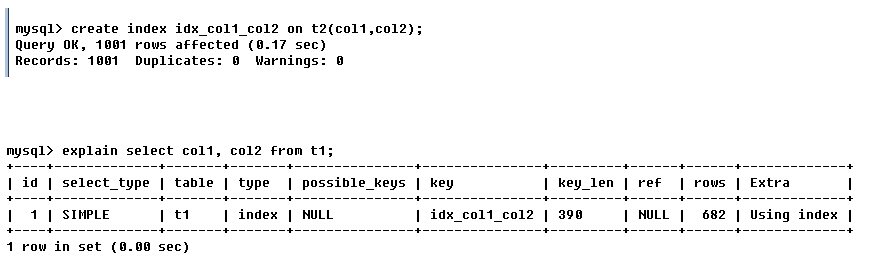 mysql> create index idx_col1_col2 on t2(col1,col2);
Query OK, 1001 rows affected (0.17 sec)
Records: 1001  Duplicates: 0  Warnings: 0
mysql> explain select col1, col2 from t1;
+----+-------------+-------+-------+---------------+---------------+---------+------+------+-------------+
| id | select_type | table | type  | possible_keys | key           | key_len | ref  | rows | Extra       |
+----+-------------+-------+-------+---------------+---------------+---------+------+------+-------------+
|  1 | SIMPLE      | t1    | index | NULL          | idx_col1_col2 | 390     | NULL |  682 | Using index |
+----+-------------+-------+-------+---------------+---------------+---------+------+------+-------------+
1 row in set (0.00 sec)